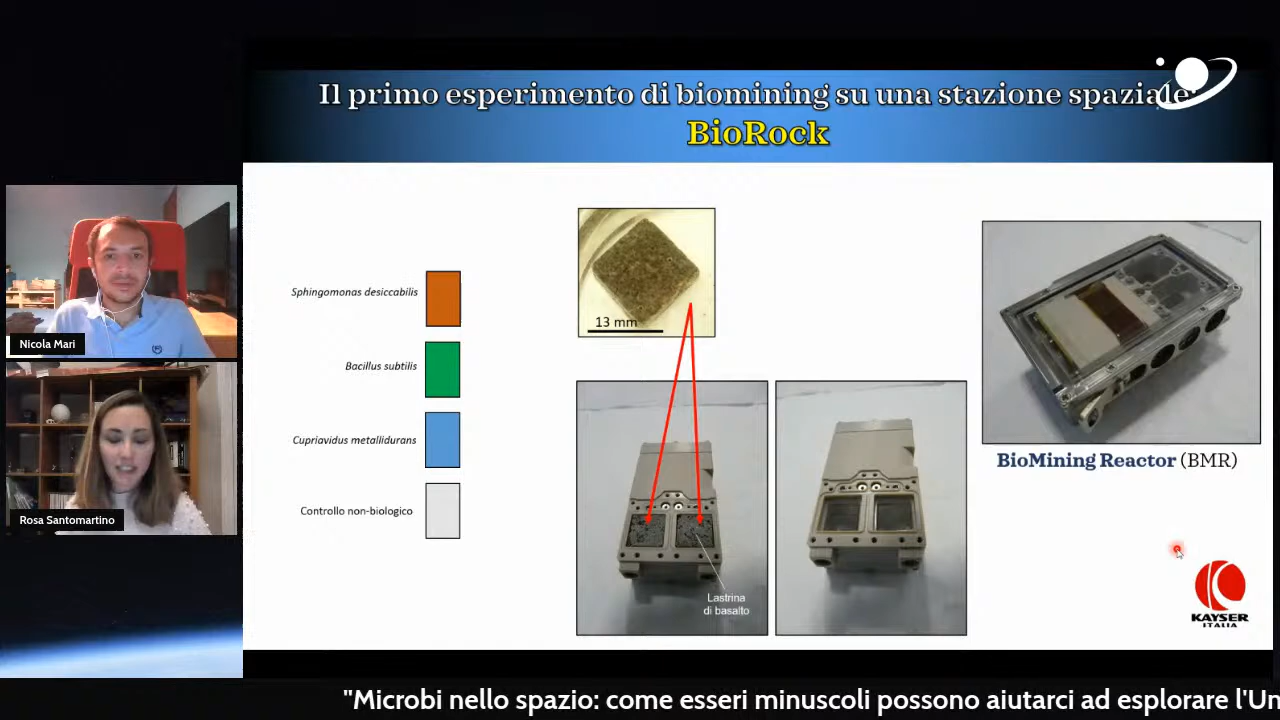 Il primo esperimento di biomining su una stazione spaziale:
BioRock
Nicola Mari
Rosa Santomartino
Sphingomonas desiccabilis
Bacillus subtilis
Cupriavidus metallidurans
Controllo non-biologico
13 mm
Lastrina
di basalto
BioMining Reactor (BMR)
KAYSER
ITALIA
"Microbi nello spazio: come esseri minuscoli possono aiutarci ad esplorare l'Un